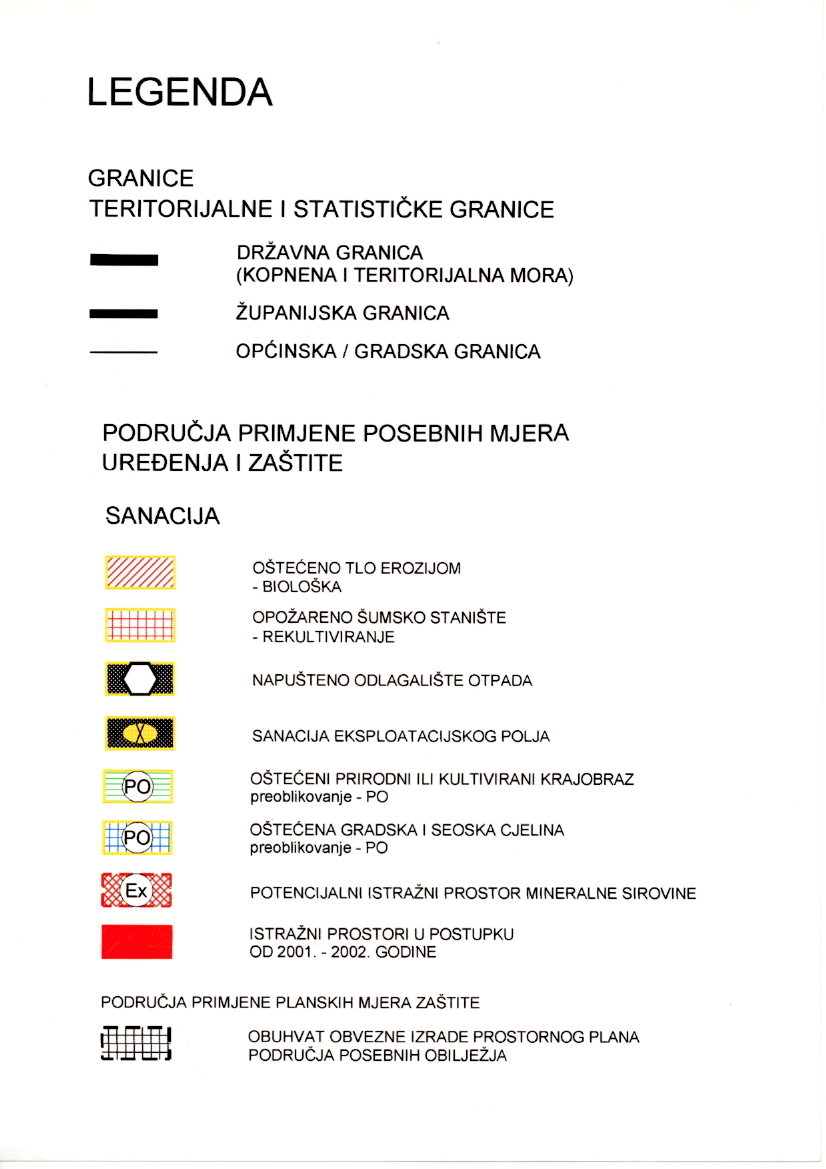 LEGENDA
GRANICE
TERITORIJALNE I STATISTIČKE GRANICE
DRŽAVNA GRANICA
(KOPNENA I TERITORIJALNA MORA)
ŽUPANIJSKA GRANICA
OPĆINSKA / GRADSKA GRANICA
PODRUČJA PRIMJENE POSEBNIH MJERA
UREĐENJA I ZAŠTITE
SANACIJA
OŠTEĆENO TLO EROZIJOM
- BIOLOŠKA
OPOŽARENO ŠUMSKO STANIŠTE
- REKULTIVIRANJE
NAPUŠTENO ODLAGALIŠTE OTPADA
X
SANACIJA EKSPLOATACIJSKOG POLJA
PO
OŠTEĆENI PRIRODNI ILI KULTIVIRANI KRAJOBRAZ
preoblikovanje - PO
PO
OŠTEĆENA GRADSKA I SEOSKA CJELINA
preoblikovanje - PO
Ex
POTENCIJALNI ISTRAŽNI PROSTOR MINERALNE SIROVINE
ISTRAŽNI PROSTORI U POSTUPKU
OD 2001. - 2002. GODINE
PODRUČJA PRIMJENE PLANSKIH MJERA ZAŠTITE
OBUHVAT OBVEZNE IZRADE PROSTORNOG PLANA
PODRUČJA POSEBNIH OBILJEŽJA